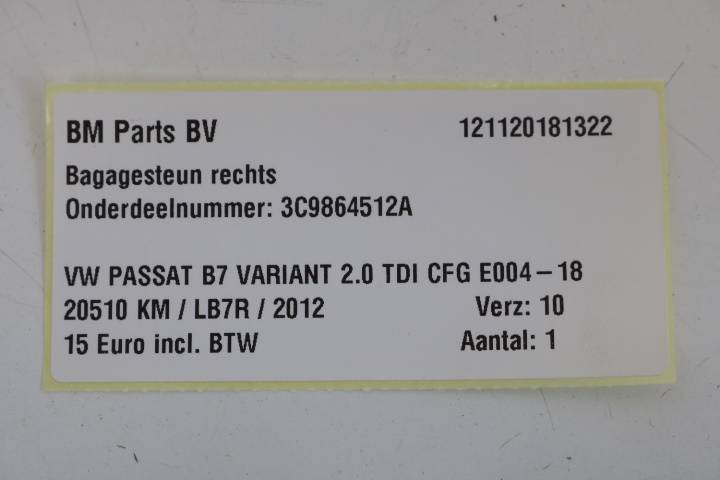 BM Parts BV 121120181322
Bagagesteun rechts
Onderdeelnummer: 3C9864512A
VW PASSAT B7 VARIANT 2.0 TDI CFG E004-18
20510 KM / LB7R / 2012 Verz: 10
15 Euro incl. BTW Aantal: 1